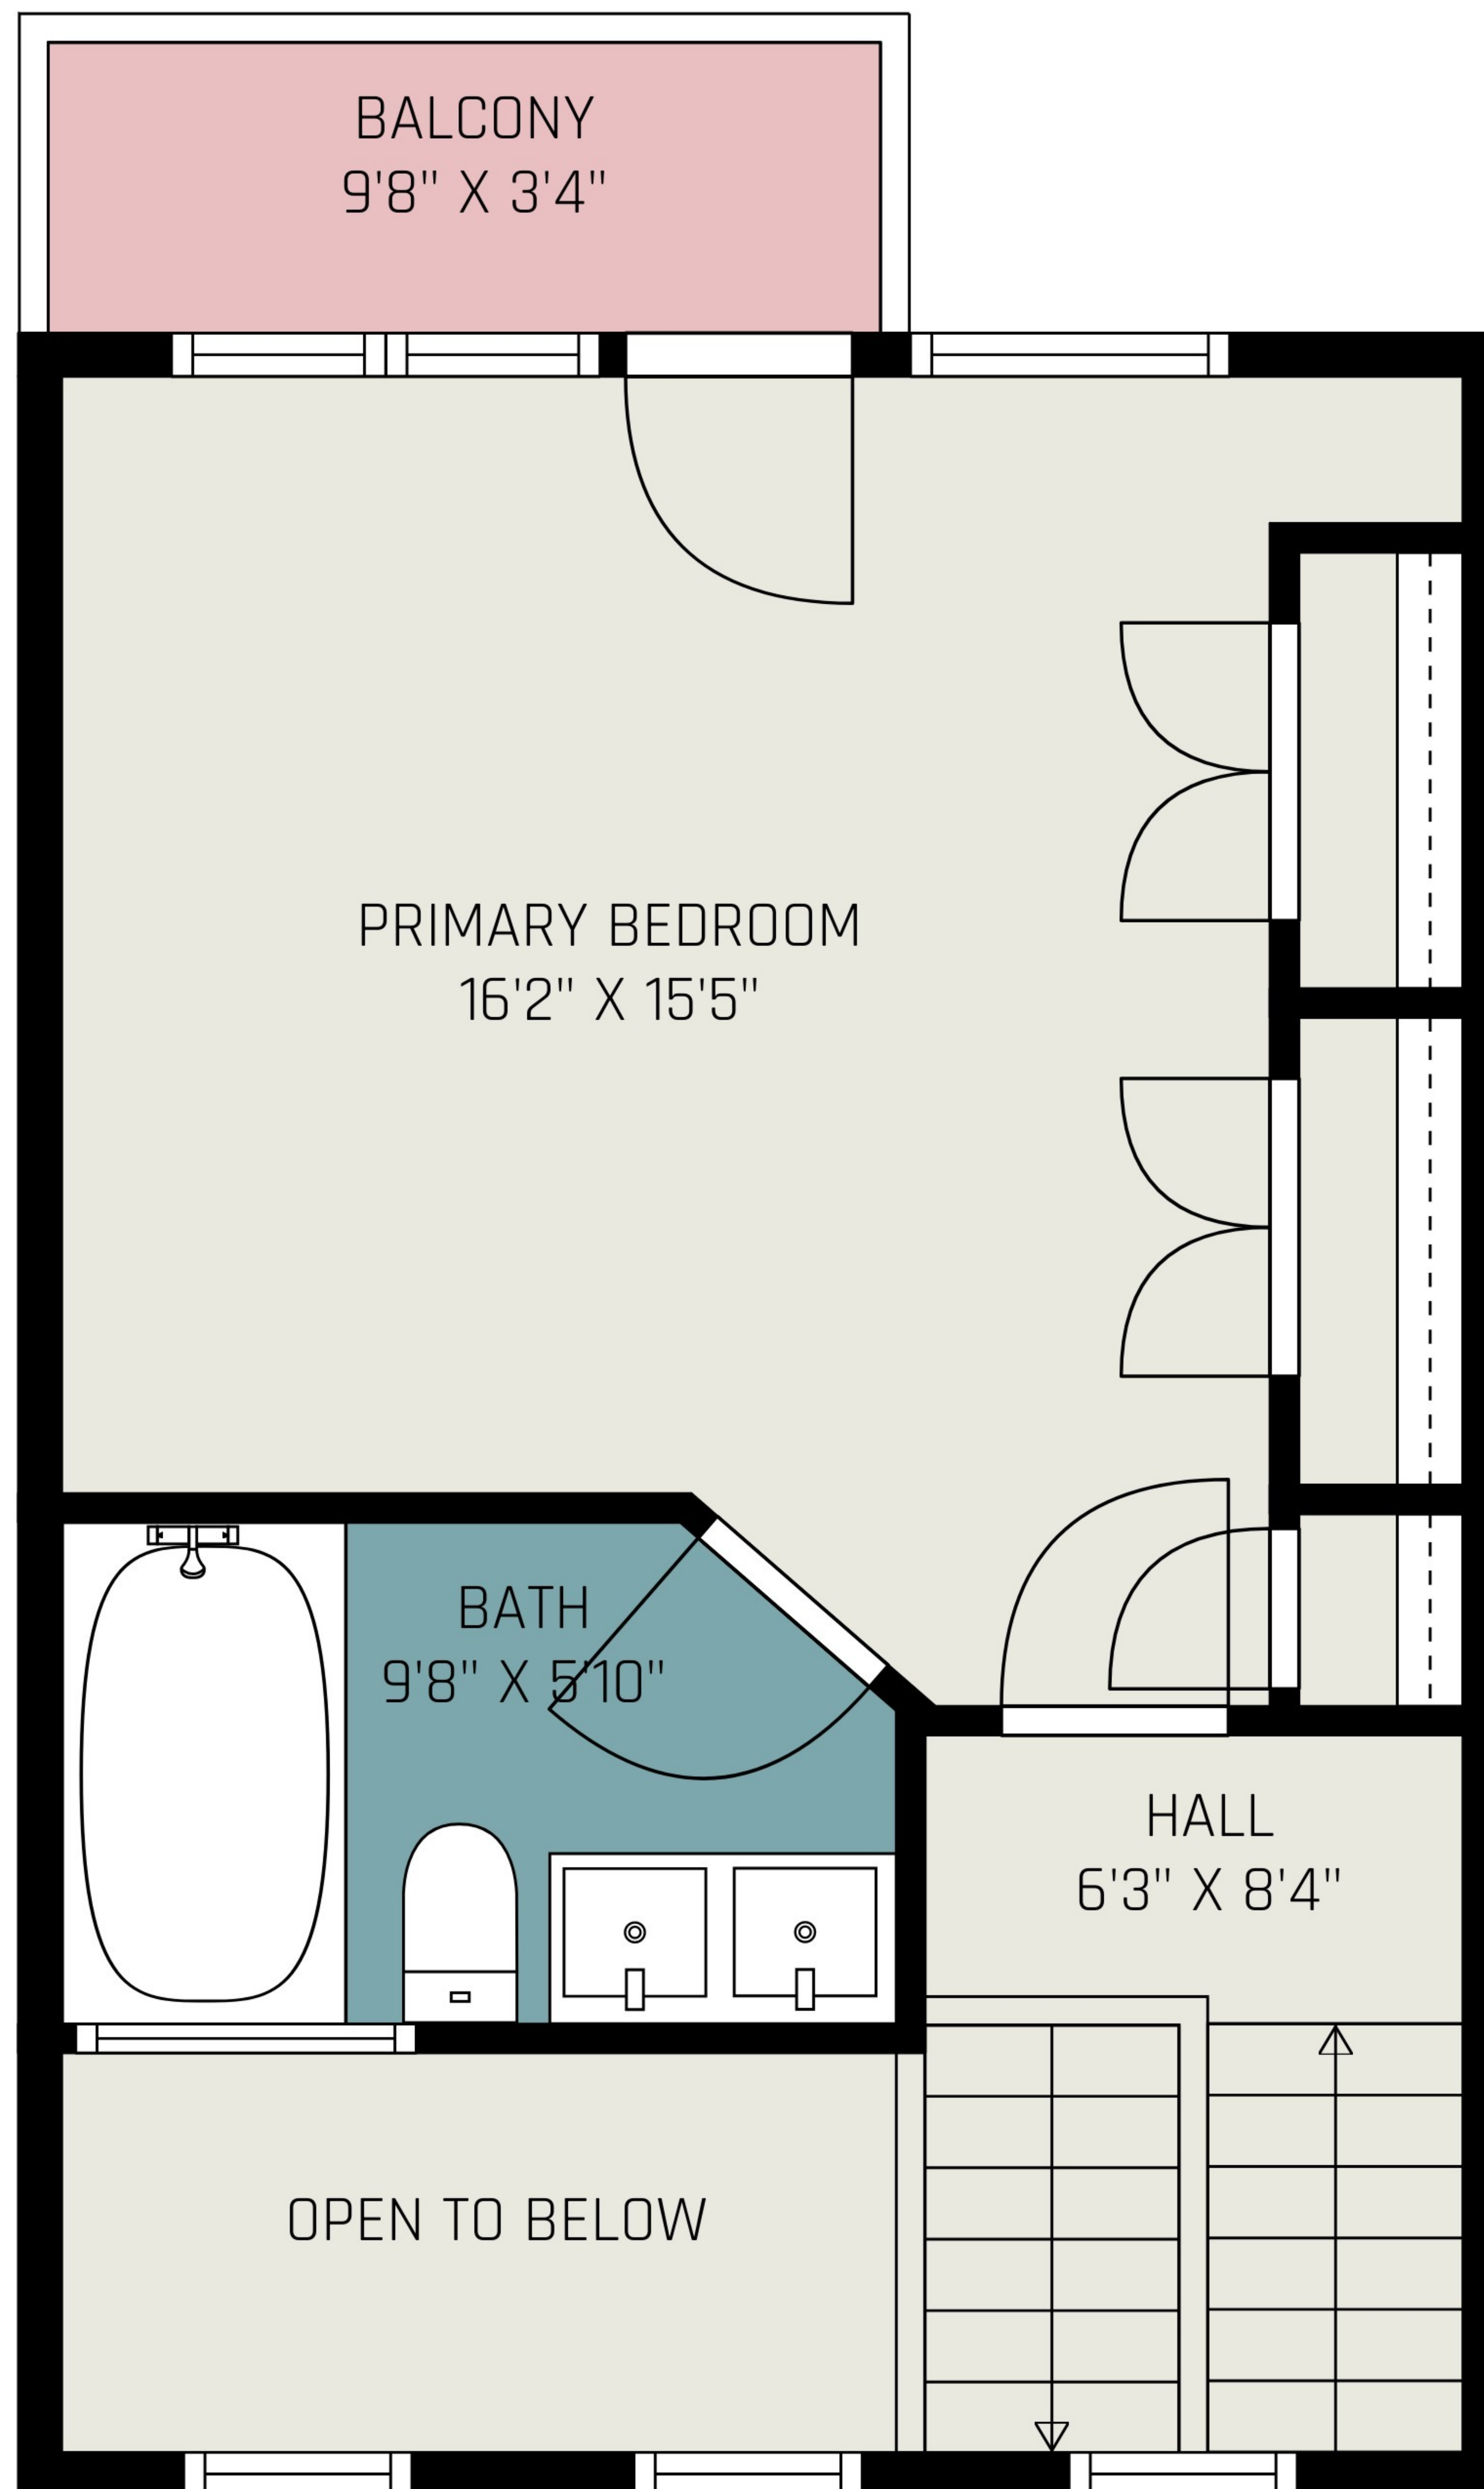 BALCONY
9'8" X 3'4"
PRIMARY BEDROOM
16'2" X 15'5"
BATH
9'8" X 5'10"
HALL
6'3" X 8'4"
OPEN TO BELOW